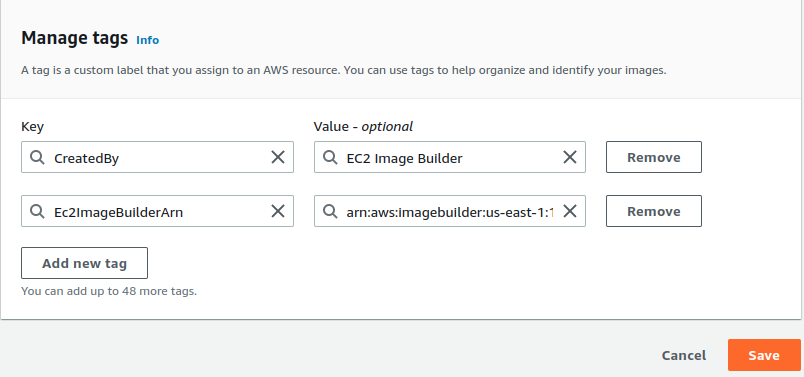 Manage tags Info
A tag is a custom label that you assign to an AWS resource. You can use tags to help organize and identify your images.
Key Value - optional
CreatedBy EC2 Image Builder Remove
Ec2ImageBuilderArn arn:aws:imagebuilder:us-east-1:1 Remove
Add new tag
You can add up to 48 more tags.
Cancel Save